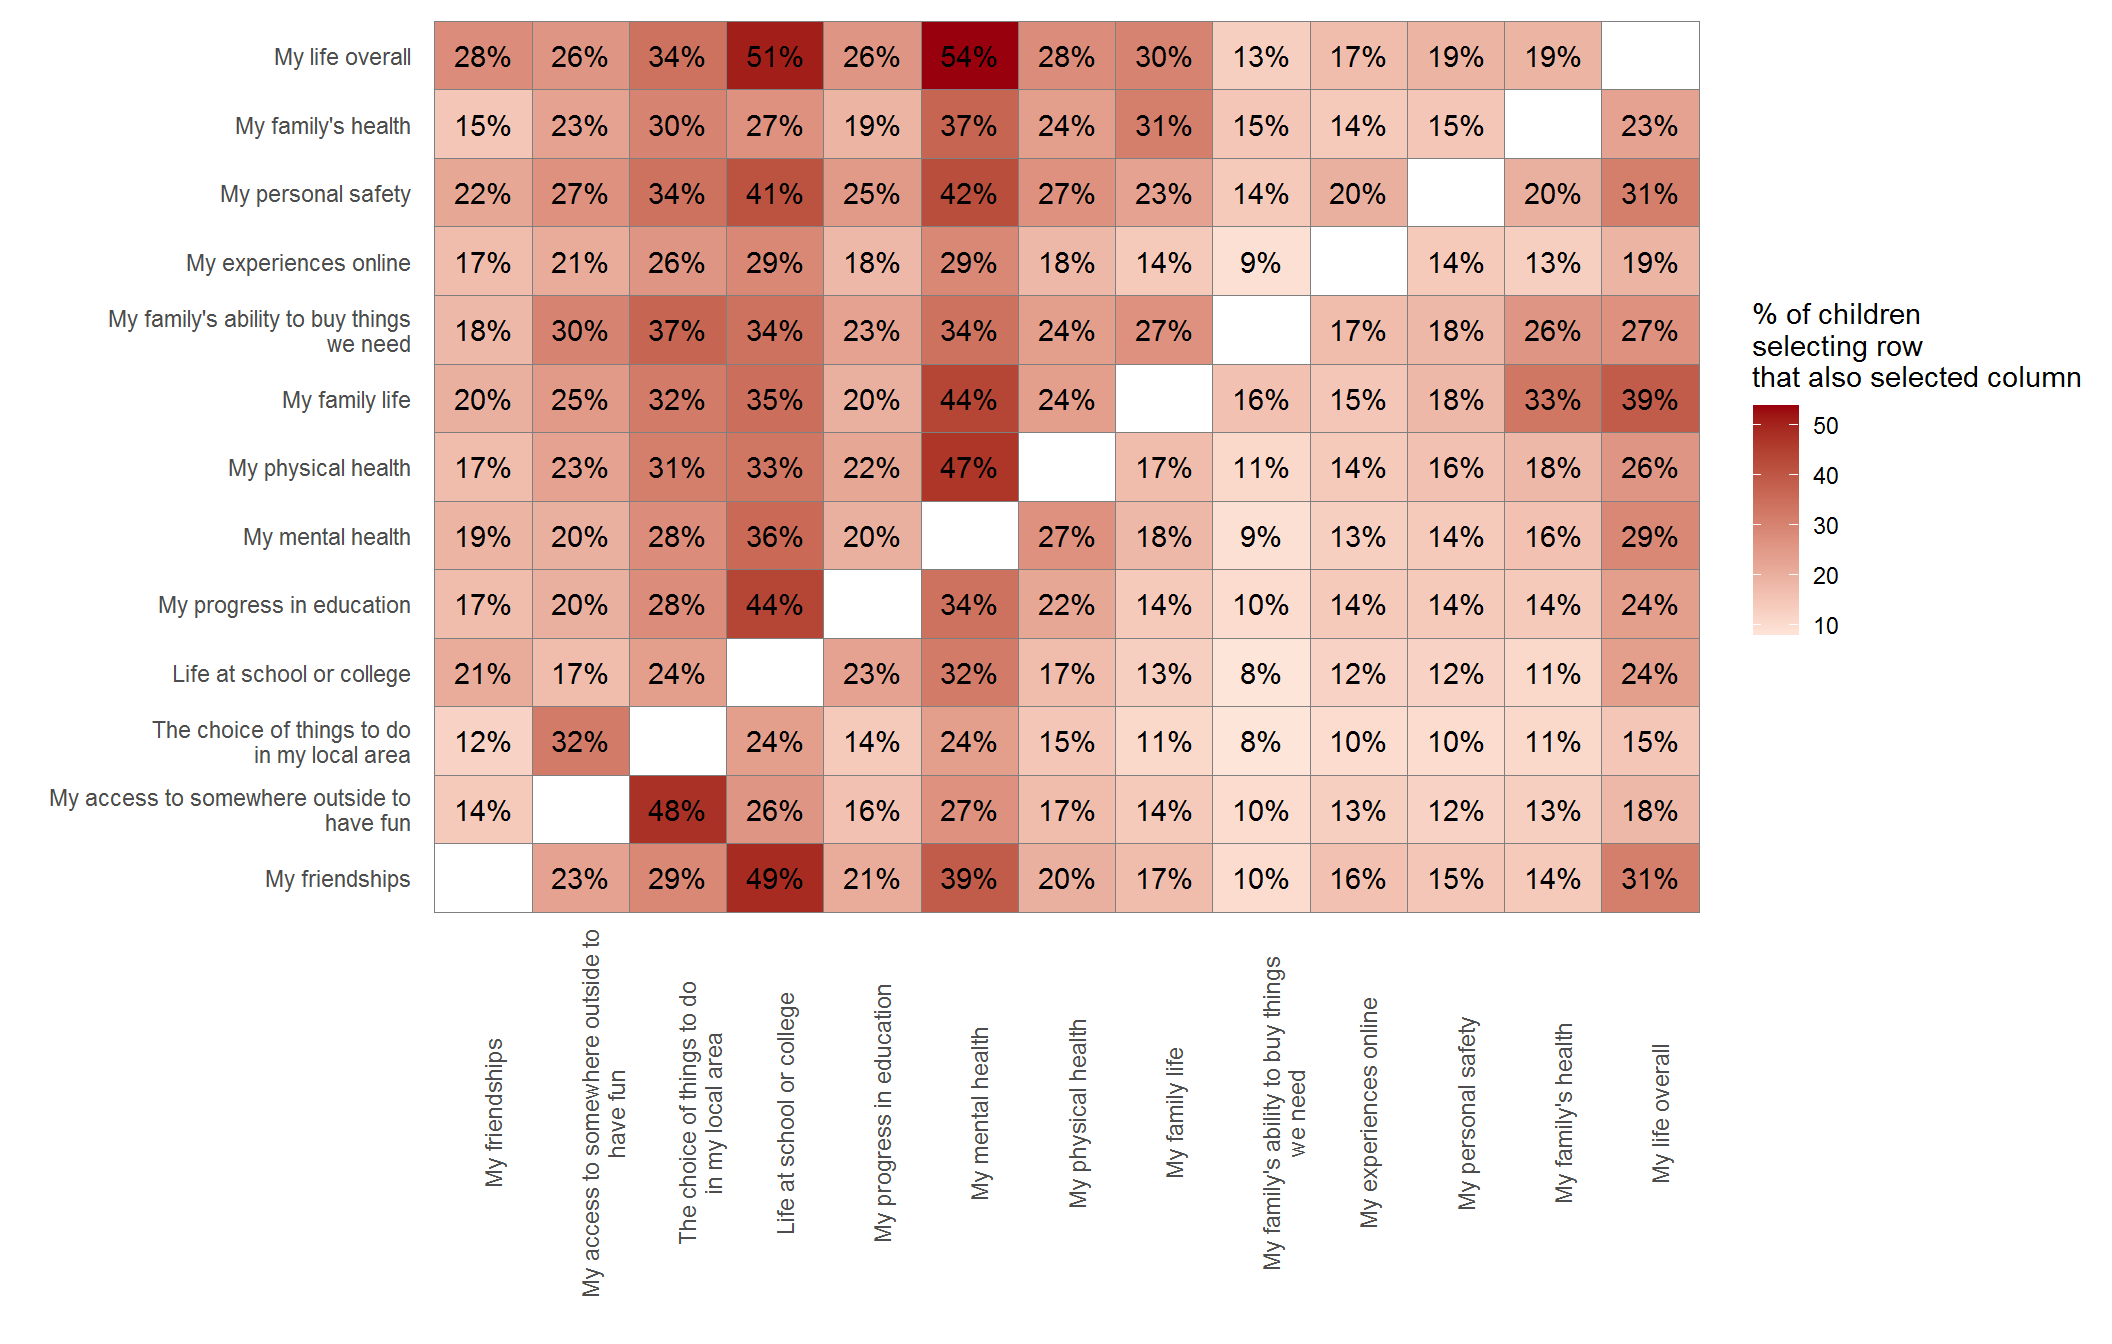 My life overall 28% 26% 34% 51% 26% 54% 28% 30% 13% 17% 19% 19%
My family's health 15% 23% 30% 27% 19% 37% 24% 31% 15% 14% 15% 23%
My personal safety 22% 27% 34% 41% 25% 42% 27% 23% 14% 20% 20% 31%
My experiences online 17% 21% 26% 29% 18% 29% 18% 14% 9% 14% 13% 19%
My family's ability to buy things
we need 18% 30% 37% 34% 23% 34% 24% 27% 17% 18% 26% 27%
My family life 20% 25% 32% 35% 20% 44% 24% 16% 15% 18% 33% 39%
My physical health 17% 23% 31% 33% 22% 47% 17% 11% 14% 16% 18% 26%
My mental health 19% 20% 28% 36% 20% 27% 18% 9% 13% 14% 16% 29%
My progress in education 17% 20% 28% 44% 34% 22% 14% 10% 14% 14% 14% 24%
Life at school or college 21% 17% 24% 23% 32% 17% 13% 8% 12% 12% 11% 24%
The choice of things to do
in my local area 12% 32% 24% 14% 24% 15% 11% 8% 10% 10% 11% 15%
My access to somewhere outside to
have fun 14% 48% 26% 16% 27% 17% 14% 10% 13% 12% 13% 18%
My friendships 23% 29% 49% 21% 39% 20% 17% 10% 16% 15% 14% 31%
My friendships
My access to somewhere outside to
have fun
The choice of things to do
in my local area
Life at school or college
My progress in education
My mental health
My physical health
My family life
My family's ability to buy things
we need
My experiences online
My personal safety
My family's health
My life overall
% of children
selecting row
that also selected column
50
40
30
20
10